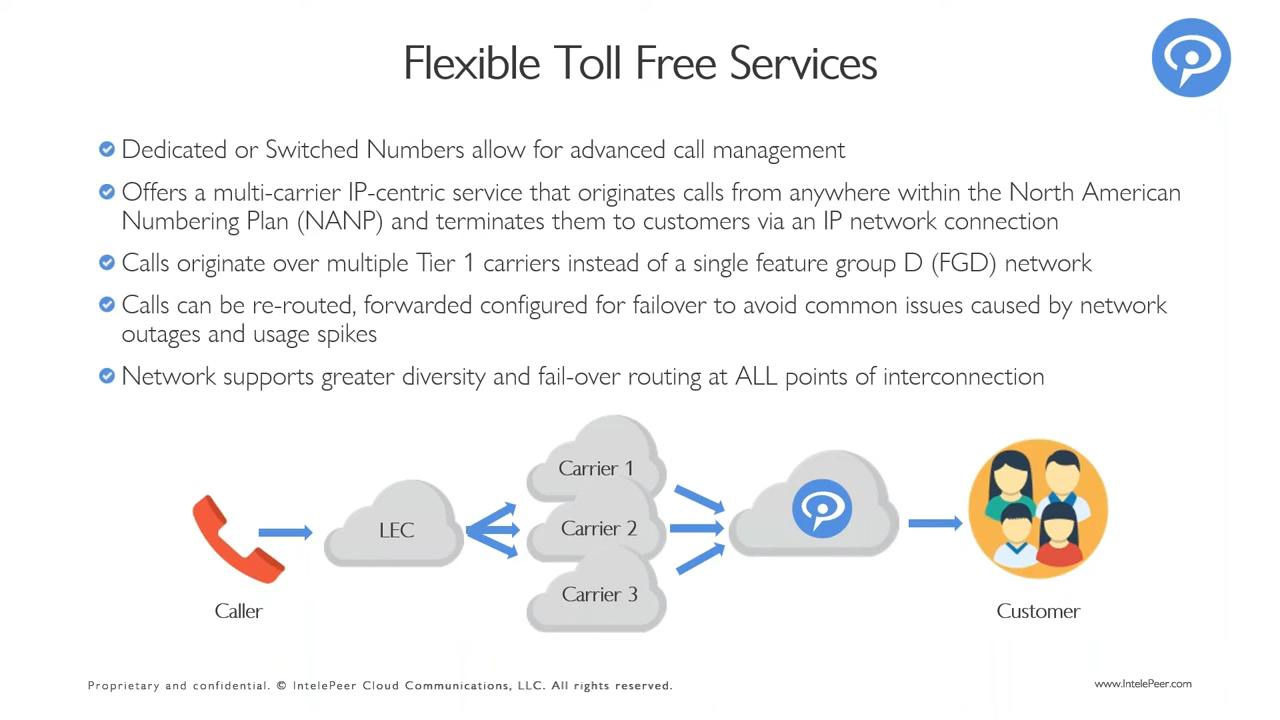 Flexible Toll Free Services
Dedicated or Switched Numbers allow for advanced call management
Offers a multi-carrier IP-centric service that originates calls from anywhere within the North American
Numbering Plan (NANP) and terminates them to customers via an IP network connection
Calls originate over multiple Tier 1 carriers instead of a single feature group D (FGD) network
Calls can be re-routed, forwarded configured for failover to avoid common issues caused by network
outages and usage spikes
Network supports greater diversity and fail-over routing at ALL points of interconnection
Caller
LEC
Carrier 1
Carrier 2
Carrier 3
Customer
Proprietary and confidential. © IntelePeer Cloud Communications, LLC. All rights reserved.
www.IntelePeer.com